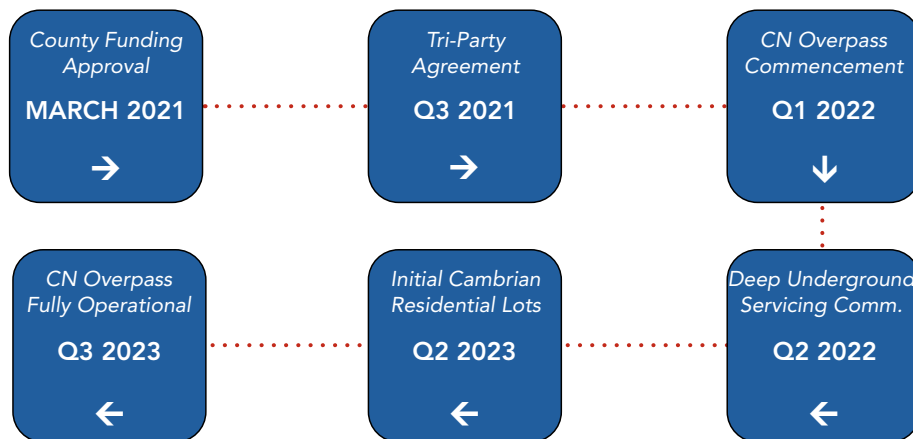 County Funding
Approval
MARCH 2021
Tri-Party
Agreement
Q3 2021
CN Overpass
Commencement
Q1 2022
Deep Underground
Servicing Comm.
Q2 2022
Initial Cambrian
Residential Lots
Q2 2023
CN Overpass
Fully Operational
Q3 2023